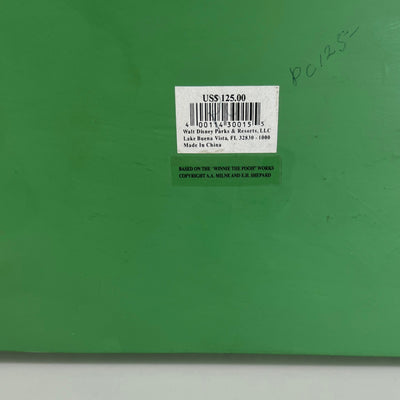 PC125-
US$ 125.00
4 00154 30015 5
Walt Disney Parks & Resorts, LLC
Lake Buena Vista, FL 32830 - 1000
Made In China
BASED ON THE "WINNIE THE POOH" WORKS
COPYRIGHT A.A. MILNE AND E.H. SHEPARD